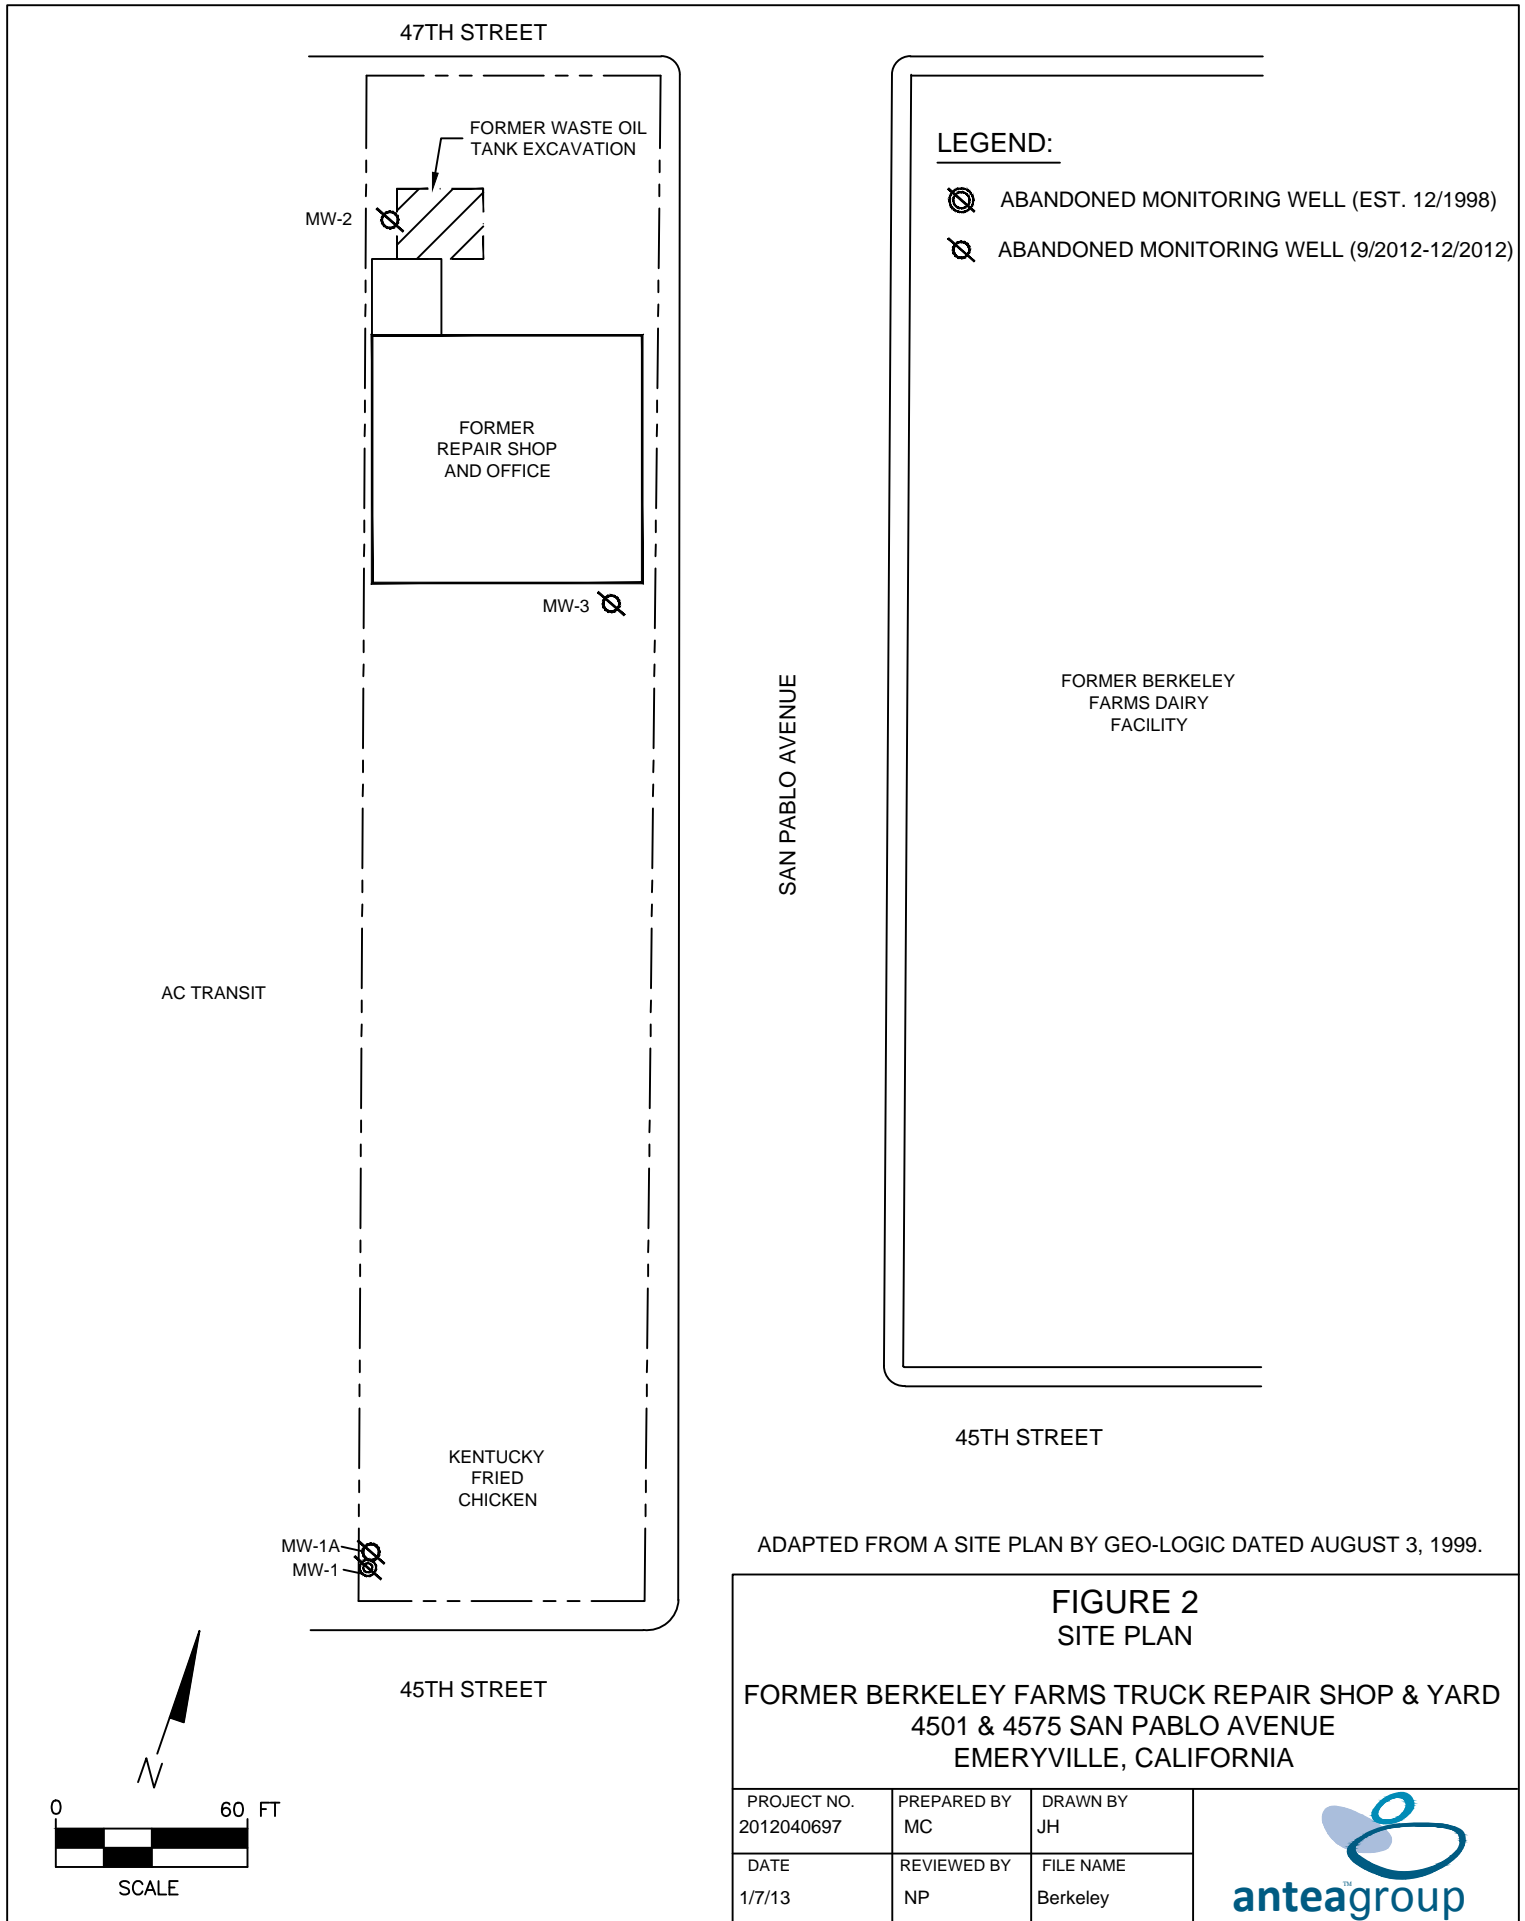 47TH STREET
FORMER WASTE OIL
TANK EXCAVATION
MW-2
LEGEND:
ABANDONED MONITORING WELL (EST. 12/1998)
ABANDONED MONITORING WELL (9/2012-12/2012)
FORMER
REPAIR SHOP
AND OFFICE
MW-3
SAN PABLO AVENUE
FORMER BERKELEY
FARMS DAIRY
FACILITY
AC TRANSIT
KENTUCKY
FRIED
CHICKEN
45TH STREET
MW-1A
MW-1
45TH STREET
N
0 60 FT
SCALE
ADAPTED FROM A SITE PLAN BY GEO-LOGIC DATED AUGUST 3, 1999.
FIGURE 2
SITE PLAN
FORMER BERKELEY FARMS TRUCK REPAIR SHOP & YARD
4501 & 4575 SAN PABLO AVENUE
EMERYVILLE, CALIFORNIA
PROJECT NO.
2012040697
PREPARED BY
MC
DRAWN BY
JH
DATE
1/7/13
REVIEWED BY
NP
FILE NAME
Berkeley
anteagroup™